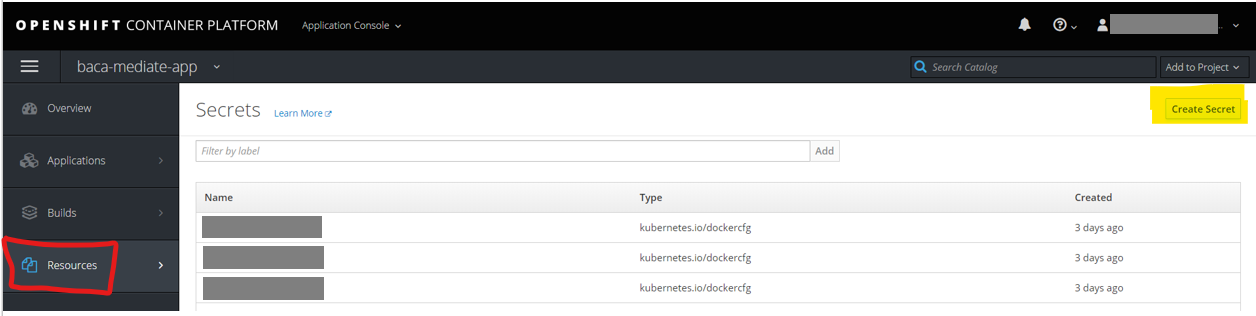 OPENSHIFT CONTAINER PLATFORM Application Console
baca-mediate-app Search Catalog Add to Project
Overview
Applications
Builds
Resources
Secrets Learn More Create Secret
Filter by label Add
Name Type Created
kubernetes.io/dockercfg 3 days ago
kubernetes.io/dockercfg 3 days ago
kubernetes.io/dockercfg 3 days ago